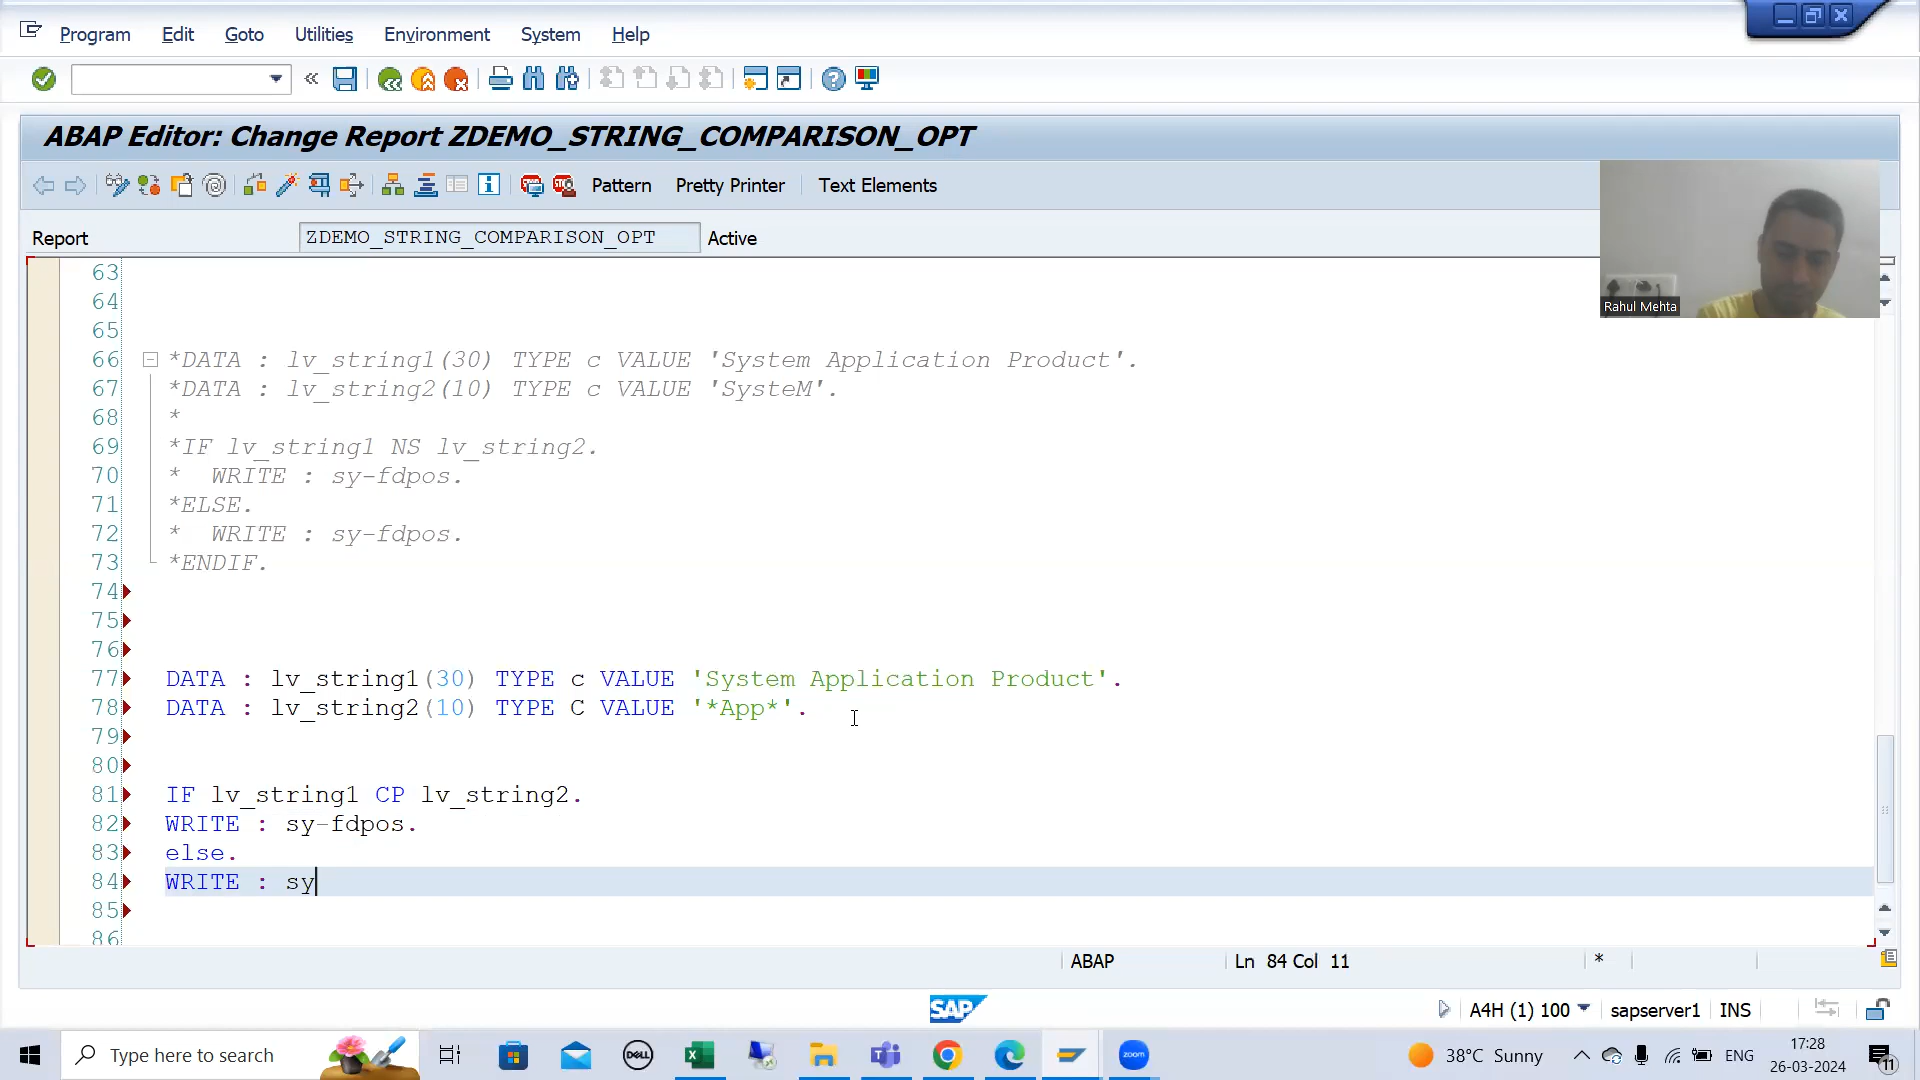 Program Edit Goto Utilities Environment System Help
ABAP Editor: Change Report ZDEMO_STRING_COMPARISON_OPT
Pattern Pretty Printer Text Elements
Report ZDEMO_STRING_COMPARISON_OPT Active
Rahul Mehta
63
64
65
66 *DATA : lv_string1(30) TYPE c VALUE 'System Application Product'.
67 *DATA : lv_string2(10) TYPE c VALUE 'SysteM'.
68 *
69 *IF lv_string1 NS lv_string2.
70 * WRITE : sy-fdpos.
71 *ELSE.
72 * WRITE : sy-fdpos.
73 *ENDIF.
74
75
76
77 DATA : lv_string1(30) TYPE c VALUE 'System Application Product'.
78 DATA : lv_string2(10) TYPE C VALUE '*App*'.
79
80
81 IF lv_string1 CP lv_string2.
82 WRITE : sy-fdpos.
83 else.
84 WRITE : sy
85
86
ABAP Ln 84 Col 11 *
SAP A4H (1) 100 sapserver1 INS
Type here to search DELL zoom 38°C Sunny ENG 17:28
26-03-2024 11